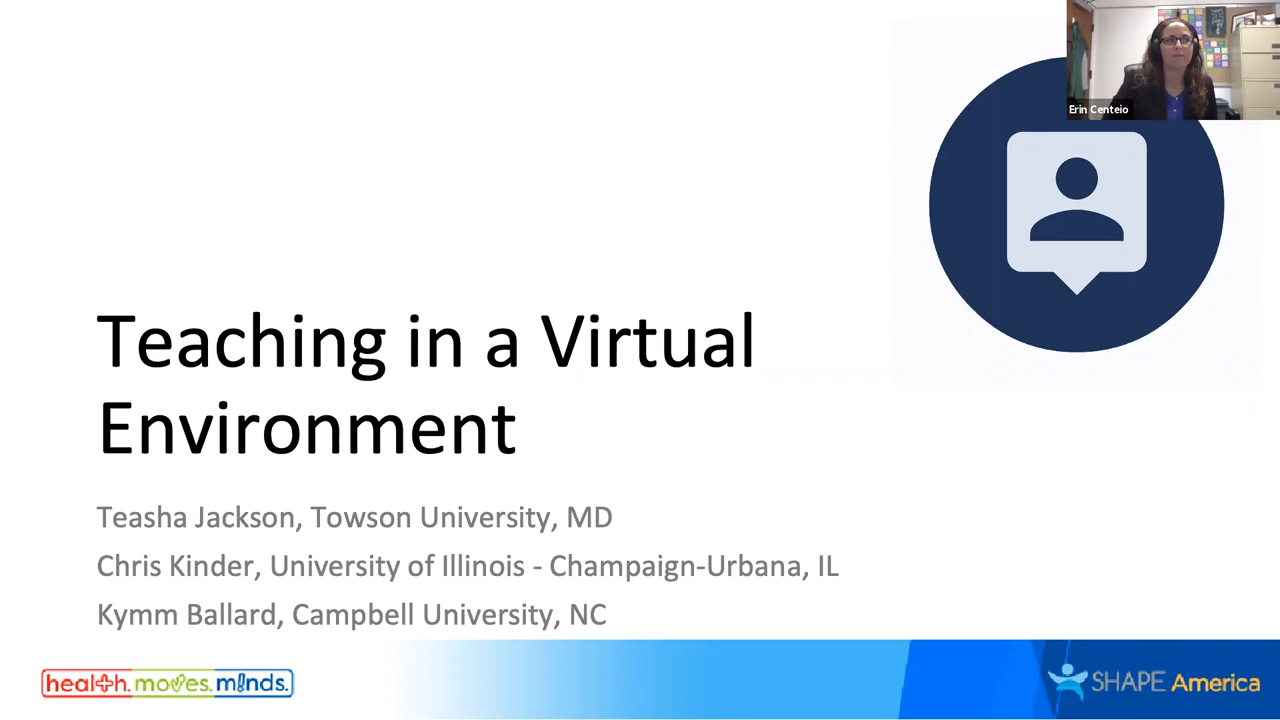 Erin Centeio
Teaching in a Virtual
Environment
Teasha Jackson, Towson University, MD
Chris Kinder, University of Illinois - Champaign-Urbana, IL
Kymm Ballard, Campbell University, NC
health. moves. minds.
SHAPE America